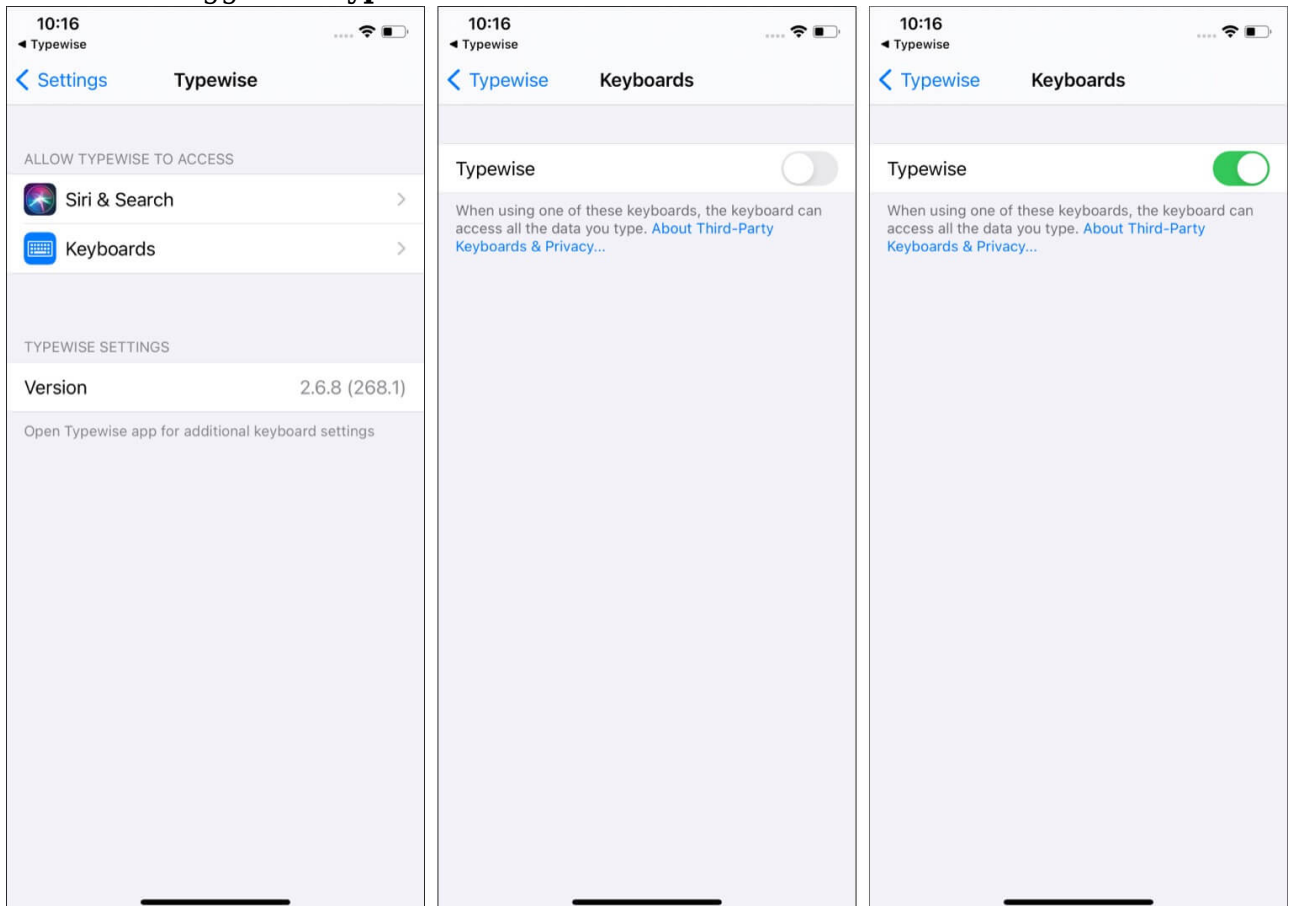 10:16
◀ Typewise
Settings
Typewise
ALLOW TYPEWISE TO ACCESS
Siri & Search
Keyboards
TYPEWISE SETTINGS
Version 2.6.8 (268.1)
Open Typewise app for additional keyboard settings
10:16
◀ Typewise
Typewise
Keyboards
Typewise
When using one of these keyboards, the keyboard can
access all the data you type. About Third-Party
Keyboards & Privacy...
10:16
◀ Typewise
Typewise
Keyboards
Typewise
When using one of these keyboards, the keyboard can
access all the data you type. About Third-Party
Keyboards & Privacy...